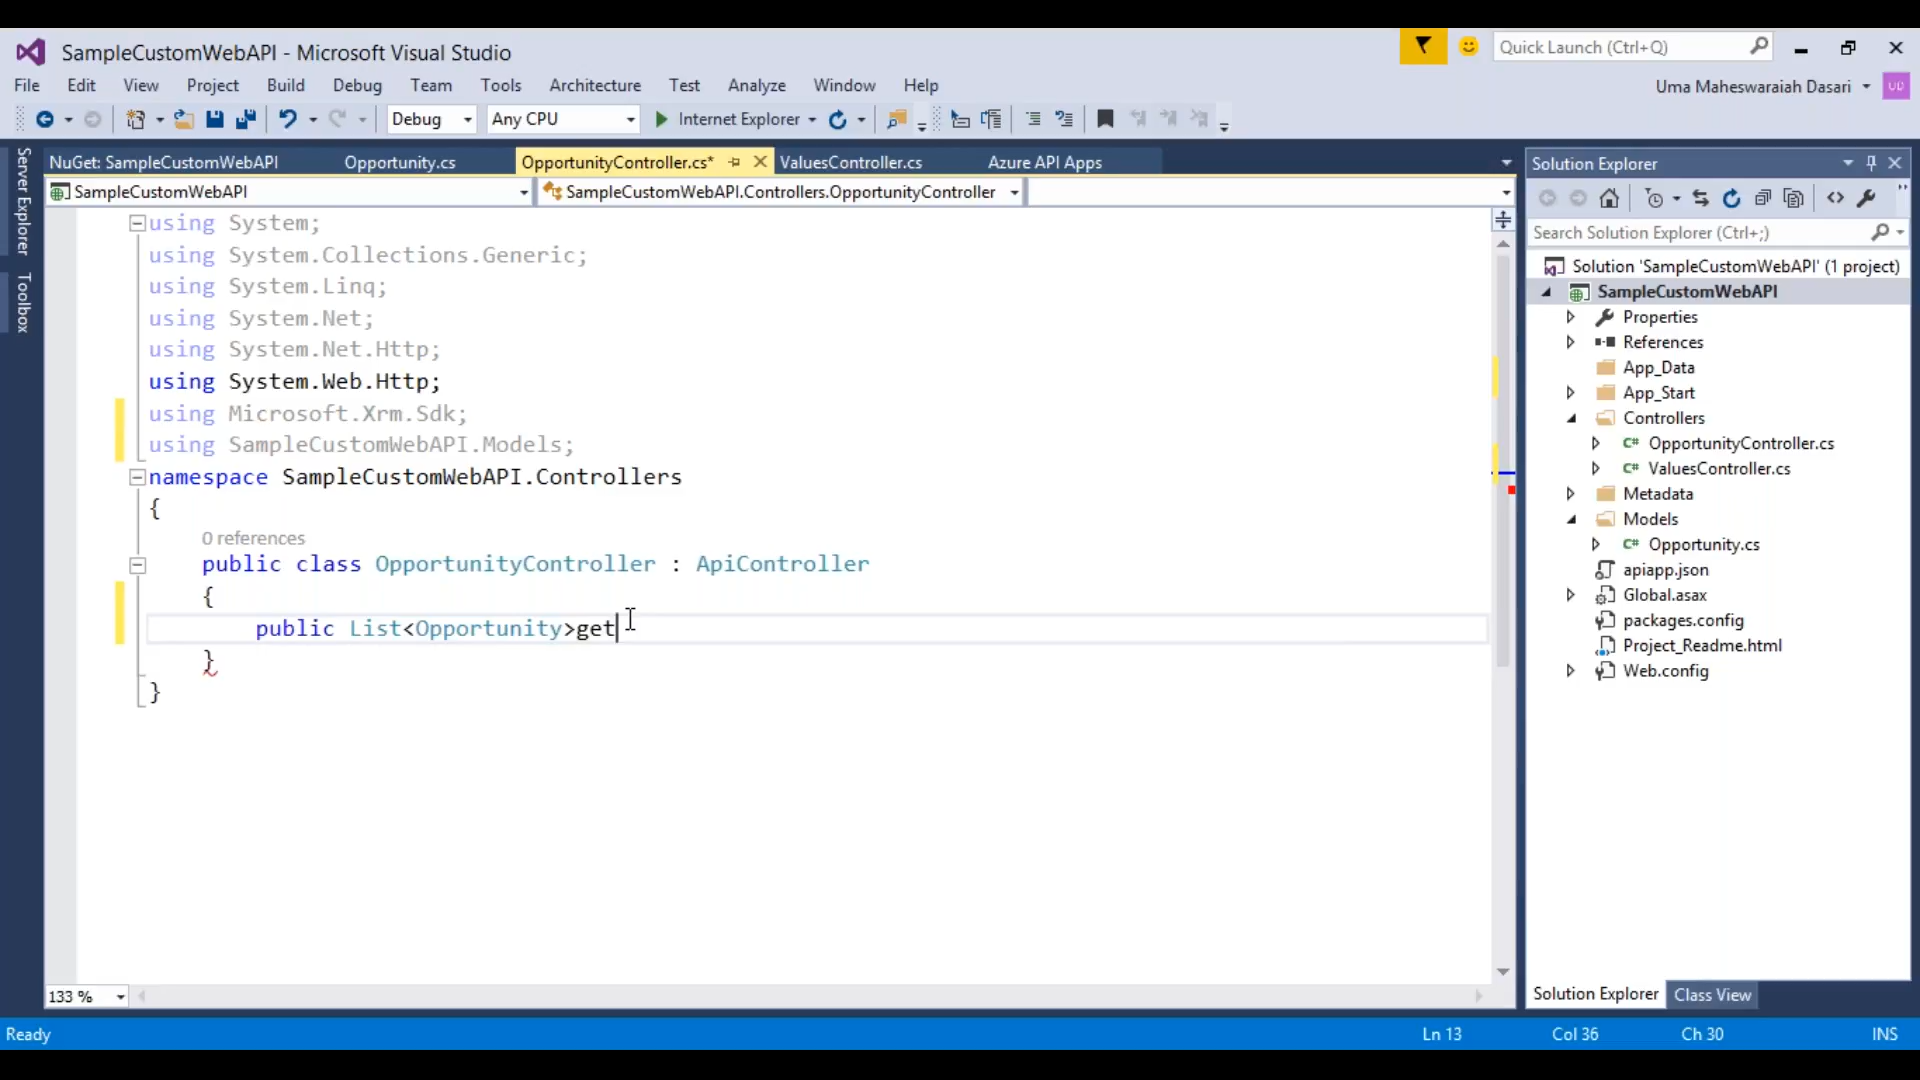 SampleCustomWebAPI - Microsoft Visual Studio
Quick Launch (Ctrl+Q)
File Edit View Project Build Debug Team Tools Architecture Test Analyze Window Help
Uma Maheswaraiah Dasari
UD
Debug Any CPU Internet Explorer
Server Explorer
Toolbox
NuGet: SampleCustomWebAPI Opportunity.cs OpportunityController.cs* ValuesController.cs Azure API Apps
SampleCustomWebAPI SampleCustomWebAPI.Controllers.OpportunityController
using System;
using System.Collections.Generic;
using System.Linq;
using System.Net;
using System.Net.Http;
using System.Web.Http;
using Microsoft.Xrm.Sdk;
using SampleCustomWebAPI.Models;
namespace SampleCustomWebAPI.Controllers
{
0 references
public class OpportunityController : ApiController
{
public List<Opportunity>get
}
}
133 %
Solution Explorer
Search Solution Explorer (Ctrl+;)
Solution 'SampleCustomWebAPI' (1 project)
SampleCustomWebAPI
Properties
References
App_Data
App_Start
Controllers
C# OpportunityController.cs
C# ValuesController.cs
Metadata
Models
C# Opportunity.cs
apiapp.json
Global.asax
packages.config
Project_Readme.html
Web.config
Solution Explorer Class View
Ready Ln 13 Col 36 Ch 30 INS